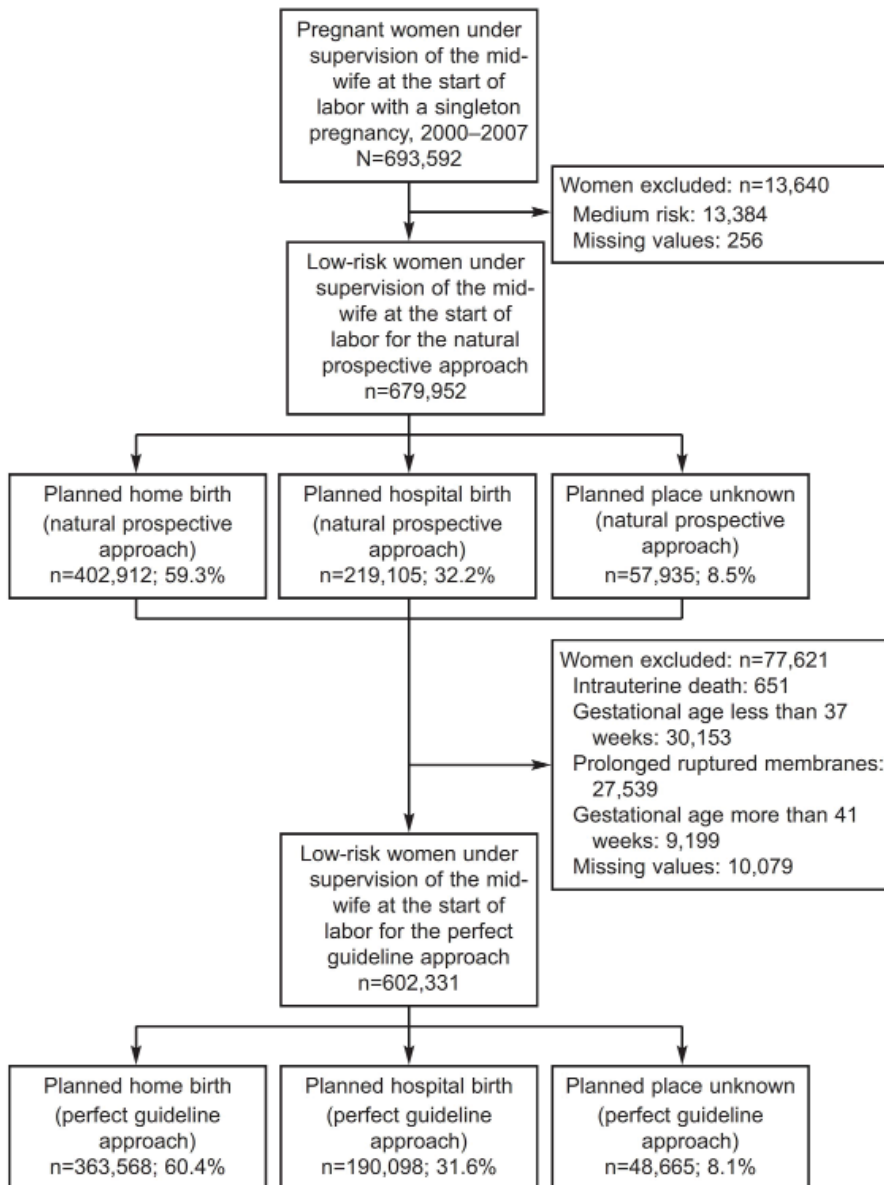 Pregnant women under
supervision of the mid-
wife at the start of
labor with a singleton
pregnancy, 2000–2007
N=693,592
Women excluded: n=13,640
Medium risk: 13,384
Missing values: 256
Low-risk women under
supervision of the mid-
wife at the start of
labor for the natural
prospective approach
n=679,952
Planned home birth
(natural prospective
approach)
n=402,912; 59.3%
Planned hospital birth
(natural prospective
approach)
n=219,105; 32.2%
Planned place unknown
(natural prospective
approach)
n=57,935; 8.5%
Women excluded: n=77,621
Intrauterine death: 651
Gestational age less than 37
weeks: 30,153
Prolonged ruptured membranes:
27,539
Gestational age more than 41
weeks: 9,199
Missing values: 10,079
Low-risk women under
supervision of the mid-
wife at the start of
labor for the perfect
guideline approach
n=602,331
Planned home birth
(perfect guideline
approach)
n=363,568; 60.4%
Planned hospital birth
(perfect guideline
approach)
n=190,098; 31.6%
Planned place unknown
(perfect guideline
approach)
n=48,665; 8.1%